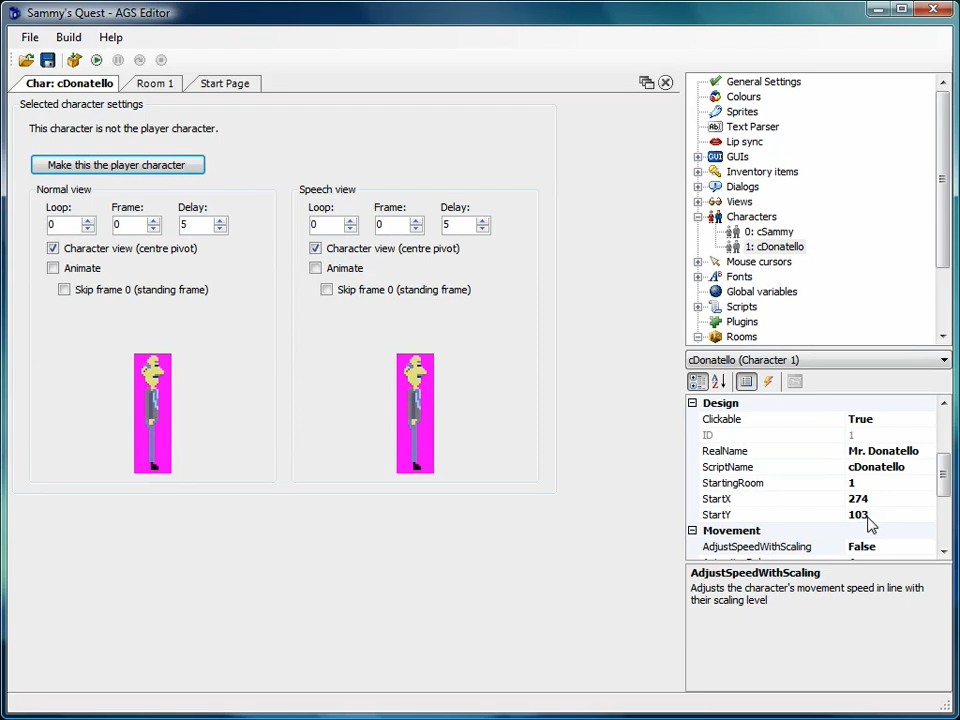 Sammy's Quest - AGS Editor
File Build Help
Char: cDonatello Room 1 Start Page
Selected character settings
This character is not the player character.
Make this the player character
Normal view
Loop: Frame: Delay:
0 0 5
Character view (centre pivot)
Animate
Skip frame 0 (standing frame)
Speech view
Loop: Frame: Delay:
0 0 5
Character view (centre pivot)
Animate
Skip frame 0 (standing frame)
General Settings
Colours
Sprites
Ab Text Parser
Lip sync
GUI GUIs
Inventory items
Dialogs
Views
Characters
0: cSammy
1: cDonatello
Mouse cursors
Fonts
Global variables
Scripts
Plugins
Rooms
cDonatello (Character 1)
Design
Clickable True
ID 1
RealName Mr. Donatello
ScriptName cDonatello
StartingRoom 1
StartX 274
StartY 103
Movement
AdjustSpeedWithScaling False
AdjustSpeedWithScaling
Adjusts the character's movement speed in line with
their scaling level